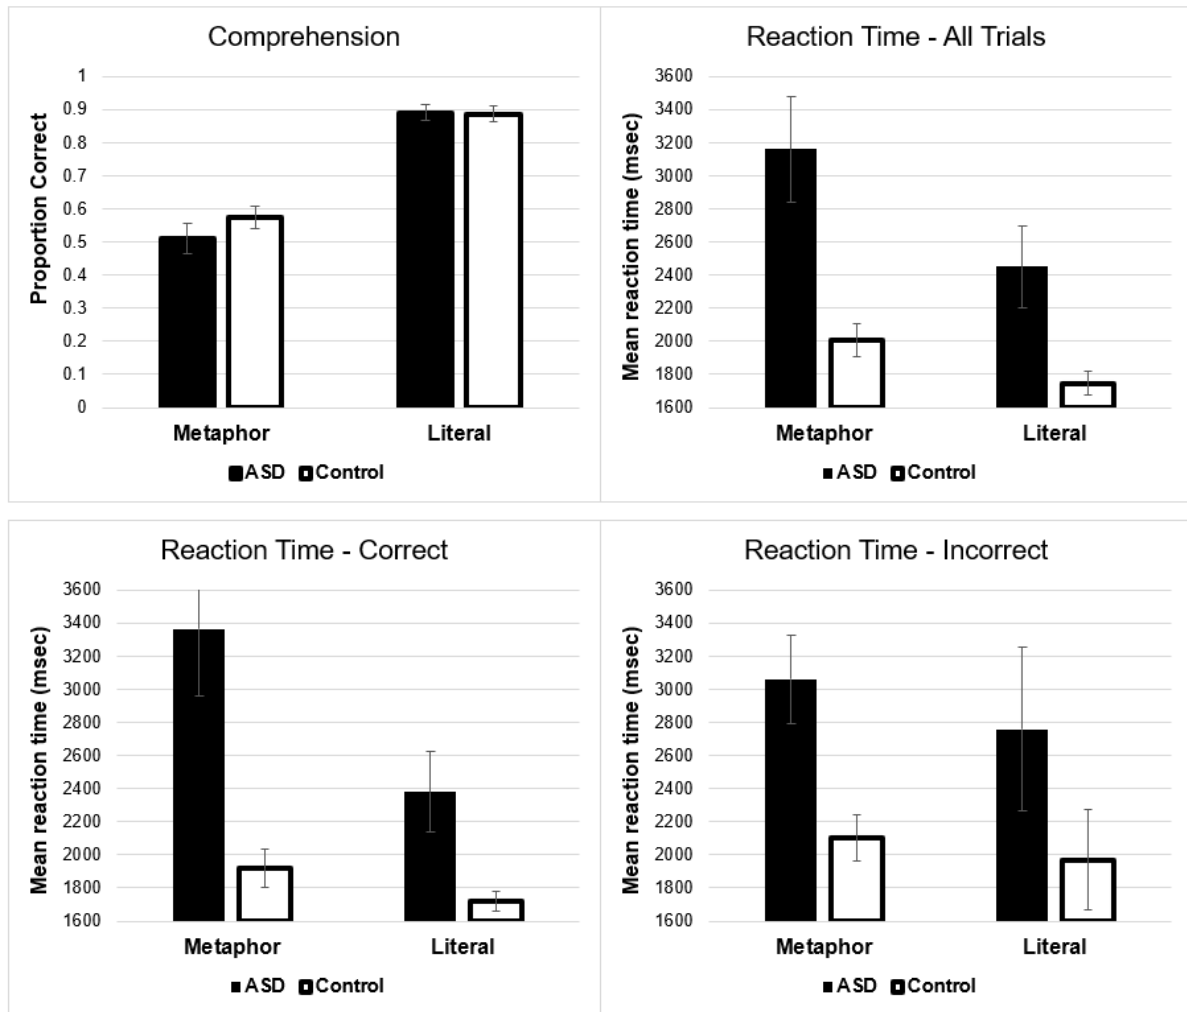 Comprehension
Proportion Correct
1
0.9
0.8
0.7
0.6
0.5
0.4
0.3
0.2
0.1
0
Metaphor Literal
ASD Control
Reaction Time - All Trials
Mean reaction time (msec)
3600
3400
3200
3000
2800
2600
2400
2200
2000
1800
1600
Metaphor Literal
ASD Control
Reaction Time - Correct
Mean reaction time (msec)
3600
3400
3200
3000
2800
2600
2400
2200
2000
1800
1600
Metaphor Literal
ASD Control
Reaction Time - Incorrect
Mean reaction time (msec)
3600
3400
3200
3000
2800
2600
2400
2200
2000
1800
1600
Metaphor Literal
ASD Control